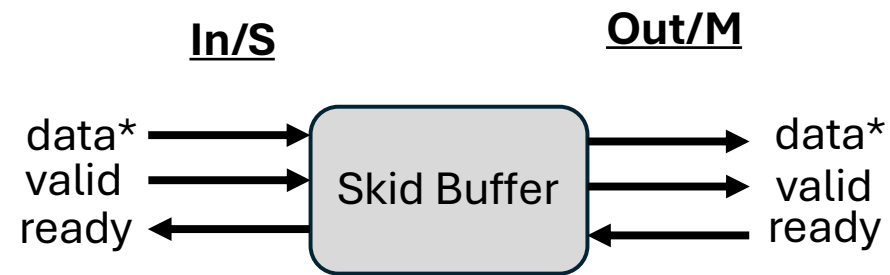 In/S
Out/M
data*
valid
ready
Skid Buffer
data*
valid
ready